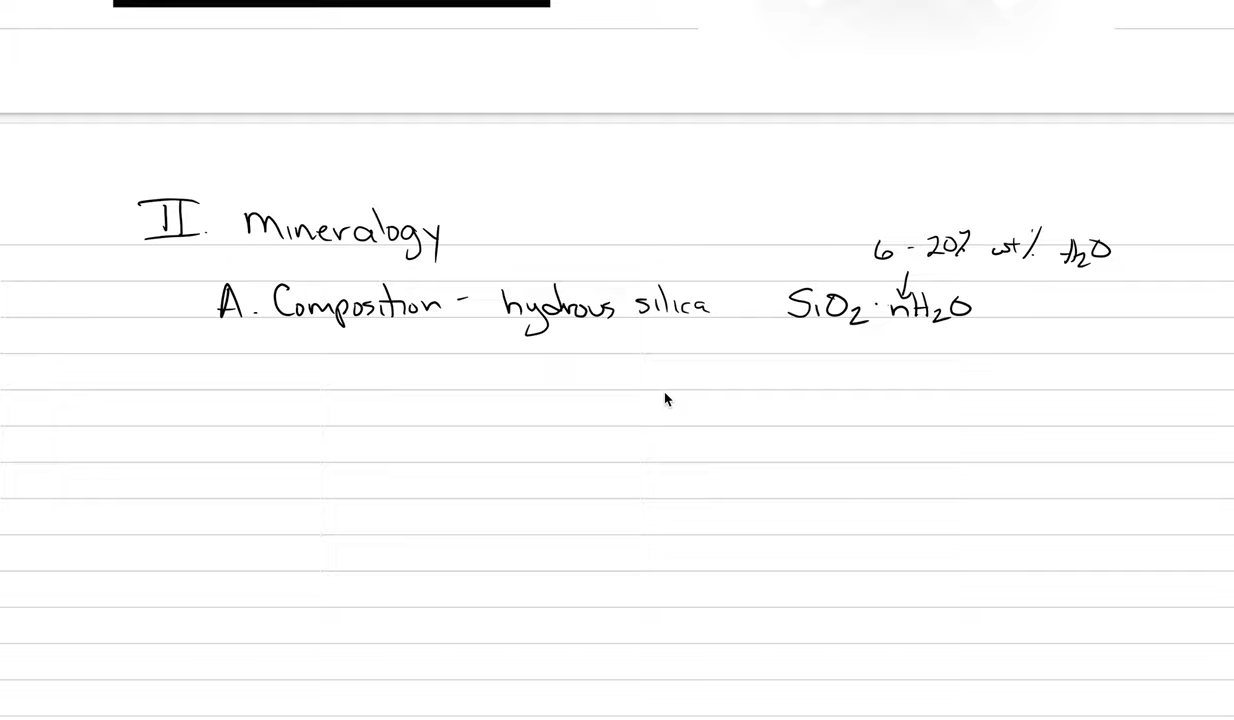 II. Mineralogy
6 - 20% wt% H₂O
A. Composition - hydrous silica SiO₂·nH₂O